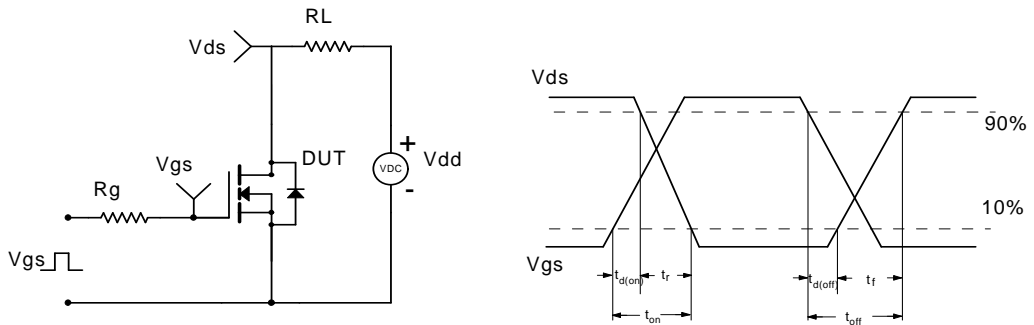 RL
Vds
DUT
Vgs
Rg
VDC
+
-
Vdd
Vgs
Vds
90%
10%
Vgs
td(on)
tr
td(off)
tf
ton
toff